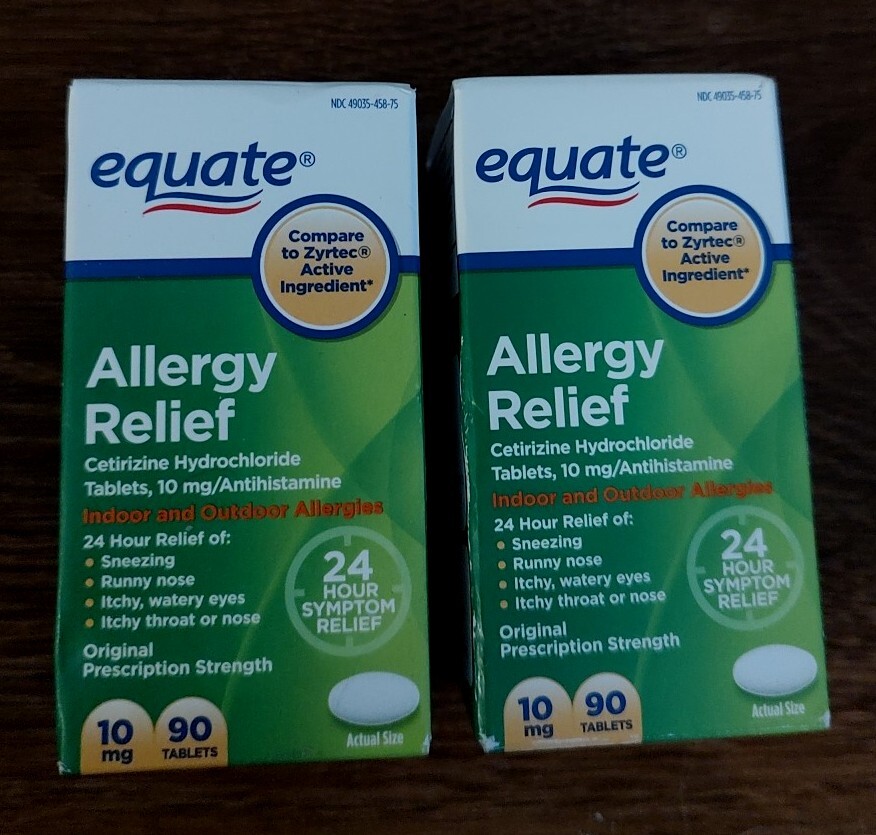 NDC 49035-458-75
equate®
Compare
to Zyrtec®
Active
Ingredient*
Allergy
Relief
Cetirizine Hydrochloride
Tablets, 10 mg/Antihistamine
Indoor and Outdoor Allergies
24 Hour Relief of:
• Sneezing
• Runny nose
• Itchy, watery eyes
• Itchy throat or nose
24
HOUR
SYMPTOM
RELIEF
Original
Prescription Strength
10
mg
90
TABLETS
Actual Size
NDC 49035-458-75
equate®
Compare
to Zyrtec®
Active
Ingredient*
Allergy
Relief
Cetirizine Hydrochloride
Tablets, 10 mg/Antihistamine
Indoor and Outdoor Allergies
24 Hour Relief of:
• Sneezing
• Runny nose
• Itchy, watery eyes
• Itchy throat or nose
24
HOUR
SYMPTOM
RELIEF
Original
Prescription Strength
10
mg
90
TABLETS
Actual Size